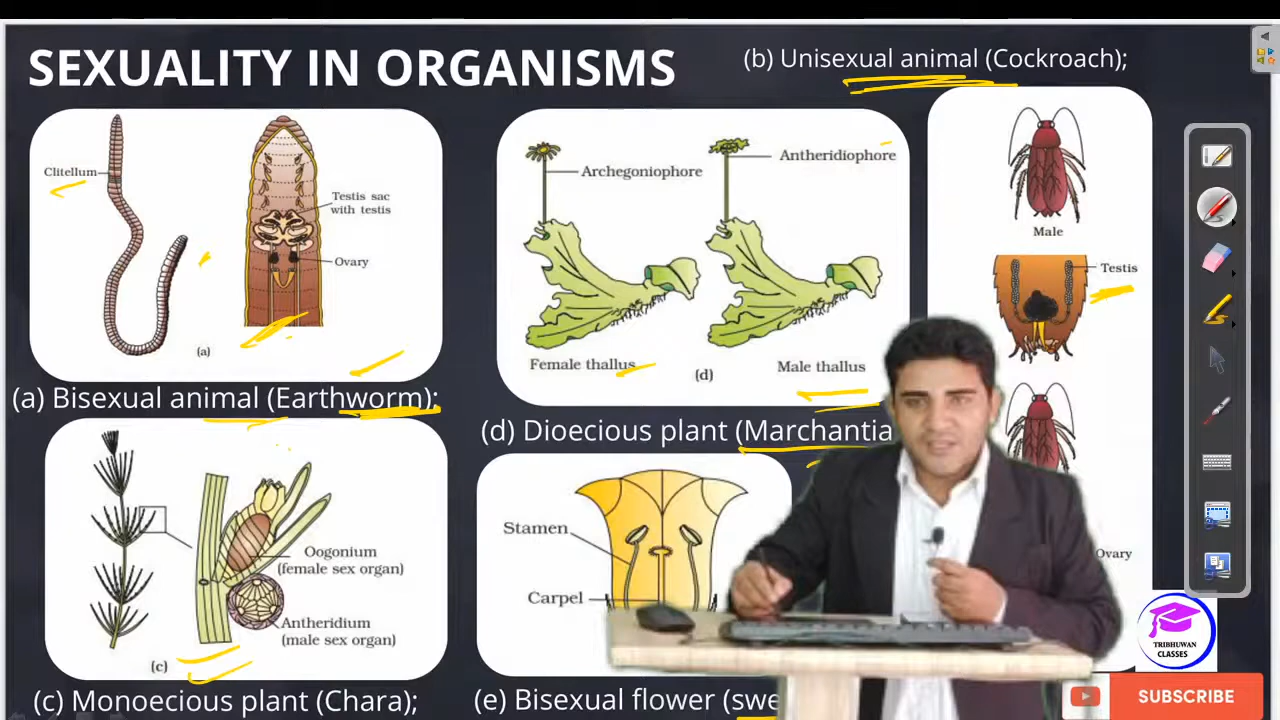 SEXUALITY IN ORGANISMS
(b) Unisexual animal (Cockroach);
Clitellum
Testis sac
with testis
Ovary
(a)
(a) Bisexual animal (Earthworm);
Archegoniophore
Antheridiophore
Female thallus
(d)
Male thallus
(d) Dioecious plant (Marchantia
Male
Testis
Ovary
Oogonium
(female sex organ)
Antheridium
(male sex organ)
(c)
(c) Monoecious plant (Chara);
Stamen
Carpel
(e) Bisexual flower (swe
TRIBHUWAN
CLASSES
SUBSCRIBE